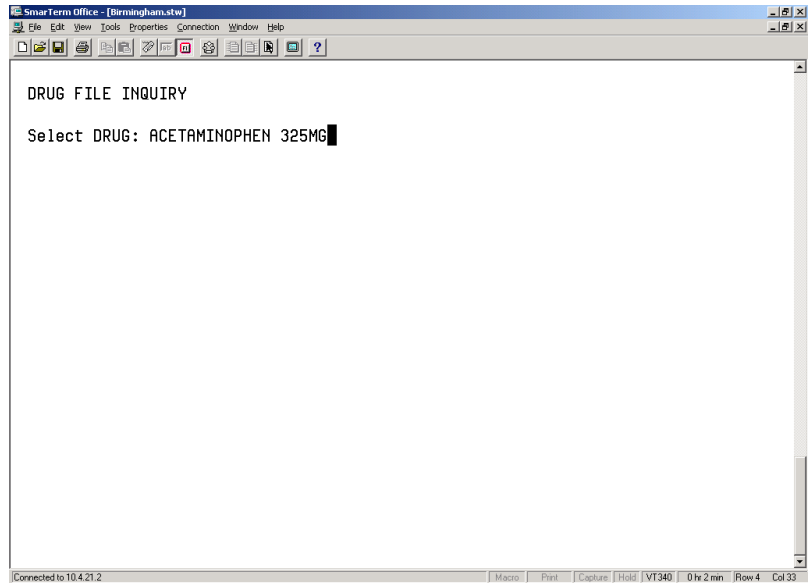 SmarTerm Office - [Birmingham.stw]
File Edit View Tools Properties Connection Window Help
DRUG FILE INQUIRY
Select DRUG: ACETAMINOPHEN 325MG
Connected to 10.4.21.2 Macro Print Capture Hold VT340 0 hr 2 min Row 4 Col 33